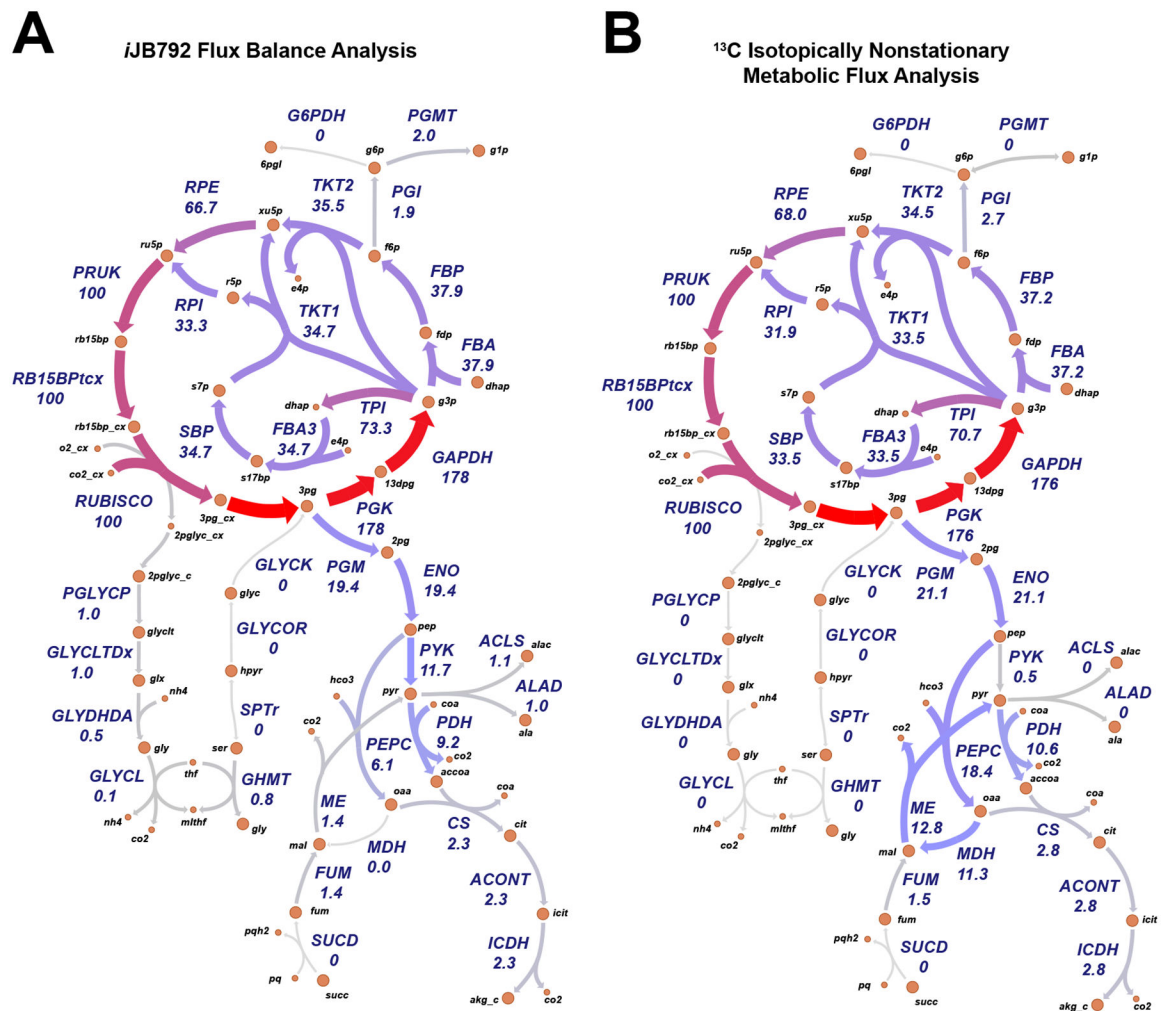 A
iJB792 Flux Balance Analysis
G6PDH
0
PGMT
2.0
g6p
6pgl
g1p
RPE
66.7
TKT2
35.5
PGI
1.9
xu5p
ru5p
f6p
PRUK
100
r5p
e4p
FBP
37.9
RPI
33.3
TKT1
34.7
rb15bp
fdp
FBA
37.9
RB15BPtcx
100
s7p
dhap
dhap
g3p
TPI
73.3
rb15bp_cx
o2_cx
SBP
34.7
FBA3
34.7
e4p
GAPDH
178
co2_cx
s17bp
13dpg
RUBISCO
100
3pg_cx
3pg
PGK
178
2pglyc_cx
2pg
2pglyc_c
GLYCK
0
PGM
19.4
ENO
19.4
PGLYCP
1.0
glyc
glyclt
GLYCOR
0
pep
GLYCLTDx
1.0
PYK
11.7
ACLS
1.1
alac
hpyr
glx
nh4
hco3
pyr
coa
ALAD
1.0
GLYDHDA
0.5
SPTr
0
co2
PDH
9.2
ala
gly
ser
PEPC
6.1
co2
thf
accoa
GLYCL
0.1
GHMT
0.8
ME
1.4
oaa
coa
nh4
mlthf
co2
gly
CS
2.3
cit
mal
MDH
0.0
FUM
1.4
ACONT
2.3
fum
icit
pqh2
SUCD
0
ICDH
2.3
pq
succ
akg_c
co2
B
13C Isotopically Nonstationary
Metabolic Flux Analysis
G6PDH
0
PGMT
0
g6p
6pgl
g1p
RPE
68.0
TKT2
34.5
PGI
2.7
xu5p
ru5p
f6p
PRUK
100
r5p
e4p
FBP
37.2
RPI
31.9
TKT1
33.5
rb15bp
fdp
FBA
37.2
RB15BPtcx
100
s7p
dhap
dhap
g3p
TPI
70.7
rb15bp_cx
o2_cx
SBP
33.5
FBA3
33.5
e4p
GAPDH
176
co2_cx
s17bp
13dpg
RUBISCO
100
3pg_cx
3pg
PGK
176
2pglyc_cx
2pg
2pglyc_c
GLYCK
0
PGM
21.1
ENO
21.1
PGLYCP
0
glyc
glyclt
GLYCOR
0
pep
GLYCLTDx
0
PYK
0.5
ACLS
0
alac
hpyr
glx
nh4
hco3
pyr
coa
ALAD
0
GLYDHDA
0
SPTr
0
co2
PDH
10.6
ala
gly
ser
PEPC
18.4
co2
thf
accoa
GLYCL
0
GHMT
0
ME
12.8
oaa
coa
nh4
mlthf
co2
gly
CS
2.8
cit
mal
MDH
11.3
FUM
1.5
ACONT
2.8
fum
icit
pqh2
SUCD
0
ICDH
2.8
pq
succ
akg_c
co2